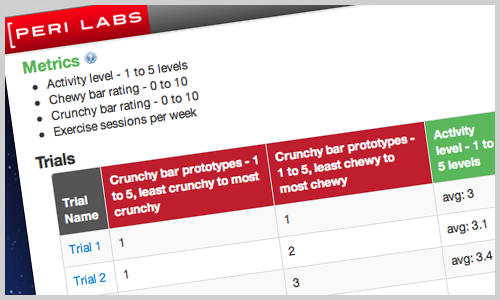 [PERI LABS
Metrics ?
Activity level - 1 to 5 levels
Chewy bar rating - 0 to 10
Crunchy bar rating - 0 to 10
Exercise sessions per week
Trials
Trial
Name
Crunchy bar prototypes - 1
to 5, least crunchy to most
crunchy
Crunchy bar prototypes -
1 to 5, least chewy to
most chewy
Activity
level - 1 to
5 levels
Trial 1
1
1
avg: 3
Trial 2
1
2
avg: 3.1
3
avg: 3.4